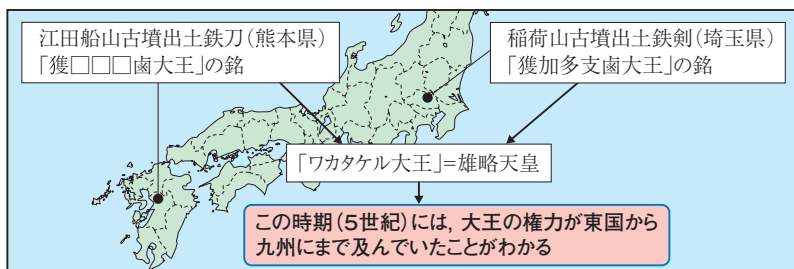 江田船山古墳出土鉄刀(熊本県)
「獲□□□鹵大王」の銘
稲荷山古墳出土鉄剣(埼玉県)
「獲加多支鹵大王」の銘
「ワカタケル大王」=雄略天皇
この時期(5世紀)には, 大王の権力が東国から
九州にまで及んでいたことがわかる